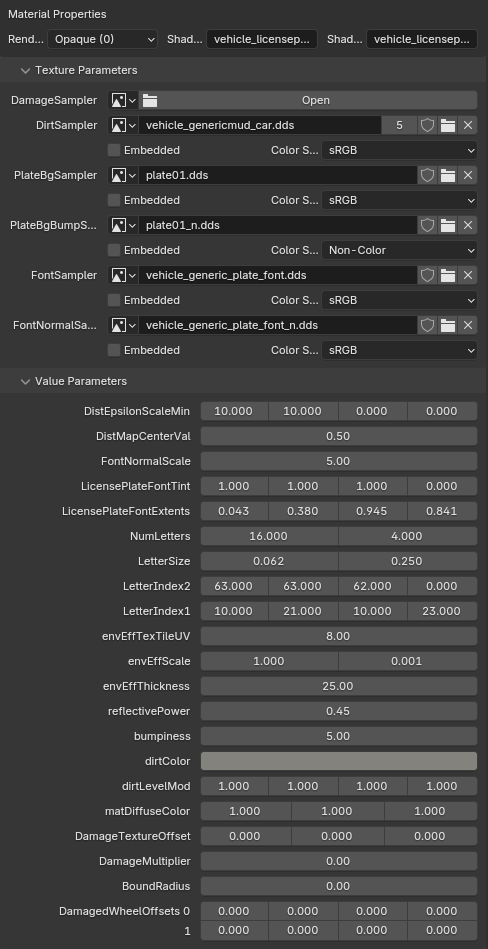 Material Properties
Rend... Opaque (0) Shad... vehicle_licensep... Shad... vehicle_licensep...
Texture Parameters
DamageSampler Open
DirtSampler vehicle_genericmud_car.dds 5
Embedded Color S... sRGB
PlateBgSampler plate01.dds
Embedded Color S... sRGB
PlateBgBumpS... plate01_n.dds
Embedded Color S... Non-Color
FontSampler vehicle_generic_plate_font.dds
Embedded Color S... sRGB
FontNormalSa... vehicle_generic_plate_font_n.dds
Embedded Color S... sRGB
Value Parameters
DistEpsilonScaleMin 10.000 10.000 0.000 0.000
DistMapCenterVal 0.50
FontNormalScale 5.00
LicensePlateFontTint 1.000 1.000 1.000 0.000
LicensePlateFontExtents 0.043 0.380 0.945 0.841
NumLetters 16.000 4.000
LetterSize 0.062 0.250
LetterIndex2 63.000 63.000 62.000 0.000
LetterIndex1 10.000 21.000 10.000 23.000
envEffTexTileUV 8.00
envEffScale 1.000 0.001
envEffThickness 25.00
reflectivePower 0.45
bumpiness 5.00
dirtColor
dirtLevelMod 1.000 1.000 1.000 1.000
matDiffuseColor 1.000 1.000 1.000
DamageTextureOffset 0.000 0.000 0.000
DamageMultiplier 0.00
BoundRadius 0.00
DamagedWheelOffsets 0 0.000 0.000 0.000 0.000
1 0.000 0.000 0.000 0.000